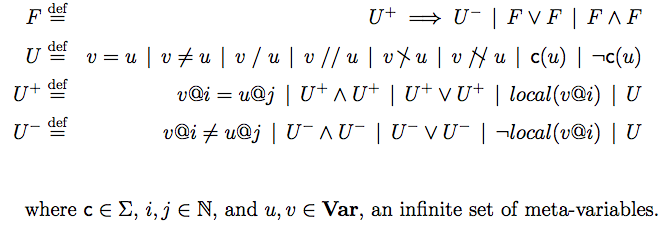 F ≝ U⁺ ⟹ U⁻ | F ∨ F | F ∧ F
U ≝ v = u | v ≠ u | v / u | v // u | v ∤ u | v ∦ u | c(u) | ¬c(u)
U⁺ ≝ v@i = u@j | U⁺ ∧ U⁺ | U⁺ ∨ U⁺ | local(v@i) | U
U⁻ ≝ v@i ≠ u@j | U⁻ ∧ U⁻ | U⁻ ∨ U⁻ | ¬local(v@i) | U
where c ∈ Σ, i, j ∈ ℕ, and u, v ∈ Var, an infinite set of meta-variables.